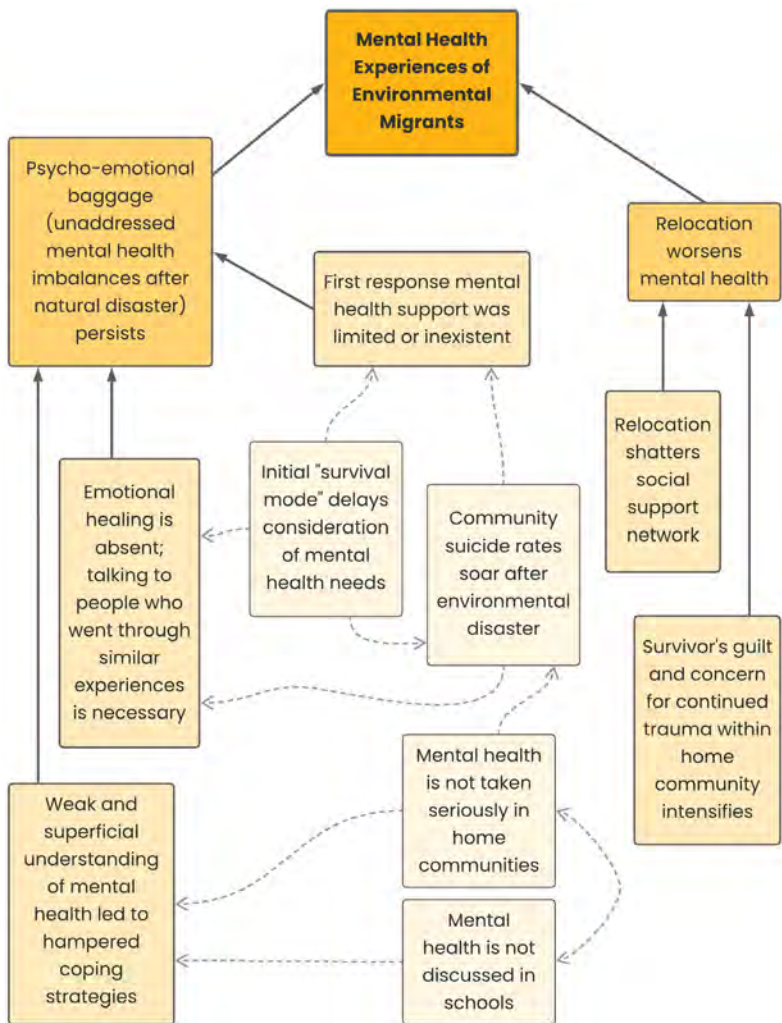 Mental Health
Experiences of
Environmental
Migrants
Psycho-emotional
baggage
(unaddressed
mental health
imbalances after
natural disaster)
persists
Relocation
worsens
mental health
First response mental
health support was
limited or inexistent
Relocation
shatters
social
support
network
Initial "survival
mode" delays
consideration
of mental
health needs
Emotional
healing is
absent;
talking to
people who
went through
similar
experiences
is necessary
Community
suicide rates
soar after
environmental
disaster
Survivor's guilt
and concern
for continued
trauma within
home
community
intensifies
Mental health
is not taken
seriously in
home
communities
Weak and
superficial
understanding
of mental
health led to
hampered
coping
strategies
Mental
health is not
discussed in
schools